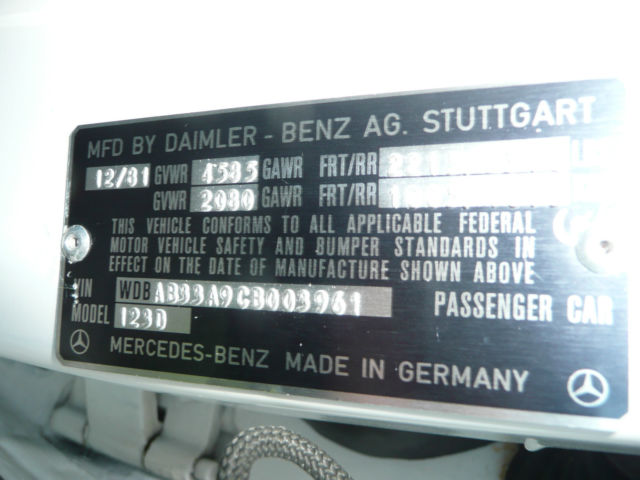 MFD BY DAIMLER - BENZ AG. STUTTGART
12/81 GVWR 4585 GAWR FRT/RR
GVWR 2080 GAWR FRT/RR
THIS VEHICLE CONFORMS TO ALL APPLICABLE FEDERAL
MOTOR VEHICLE SAFETY AND BUMPER STANDARDS IN
EFFECT ON THE DATE OF MANUFACTURE SHOWN ABOVE
VIN WDB AB33A9CB003961 PASSENGER CAR
MODEL 123D
MERCEDES-BENZ MADE IN GERMANY